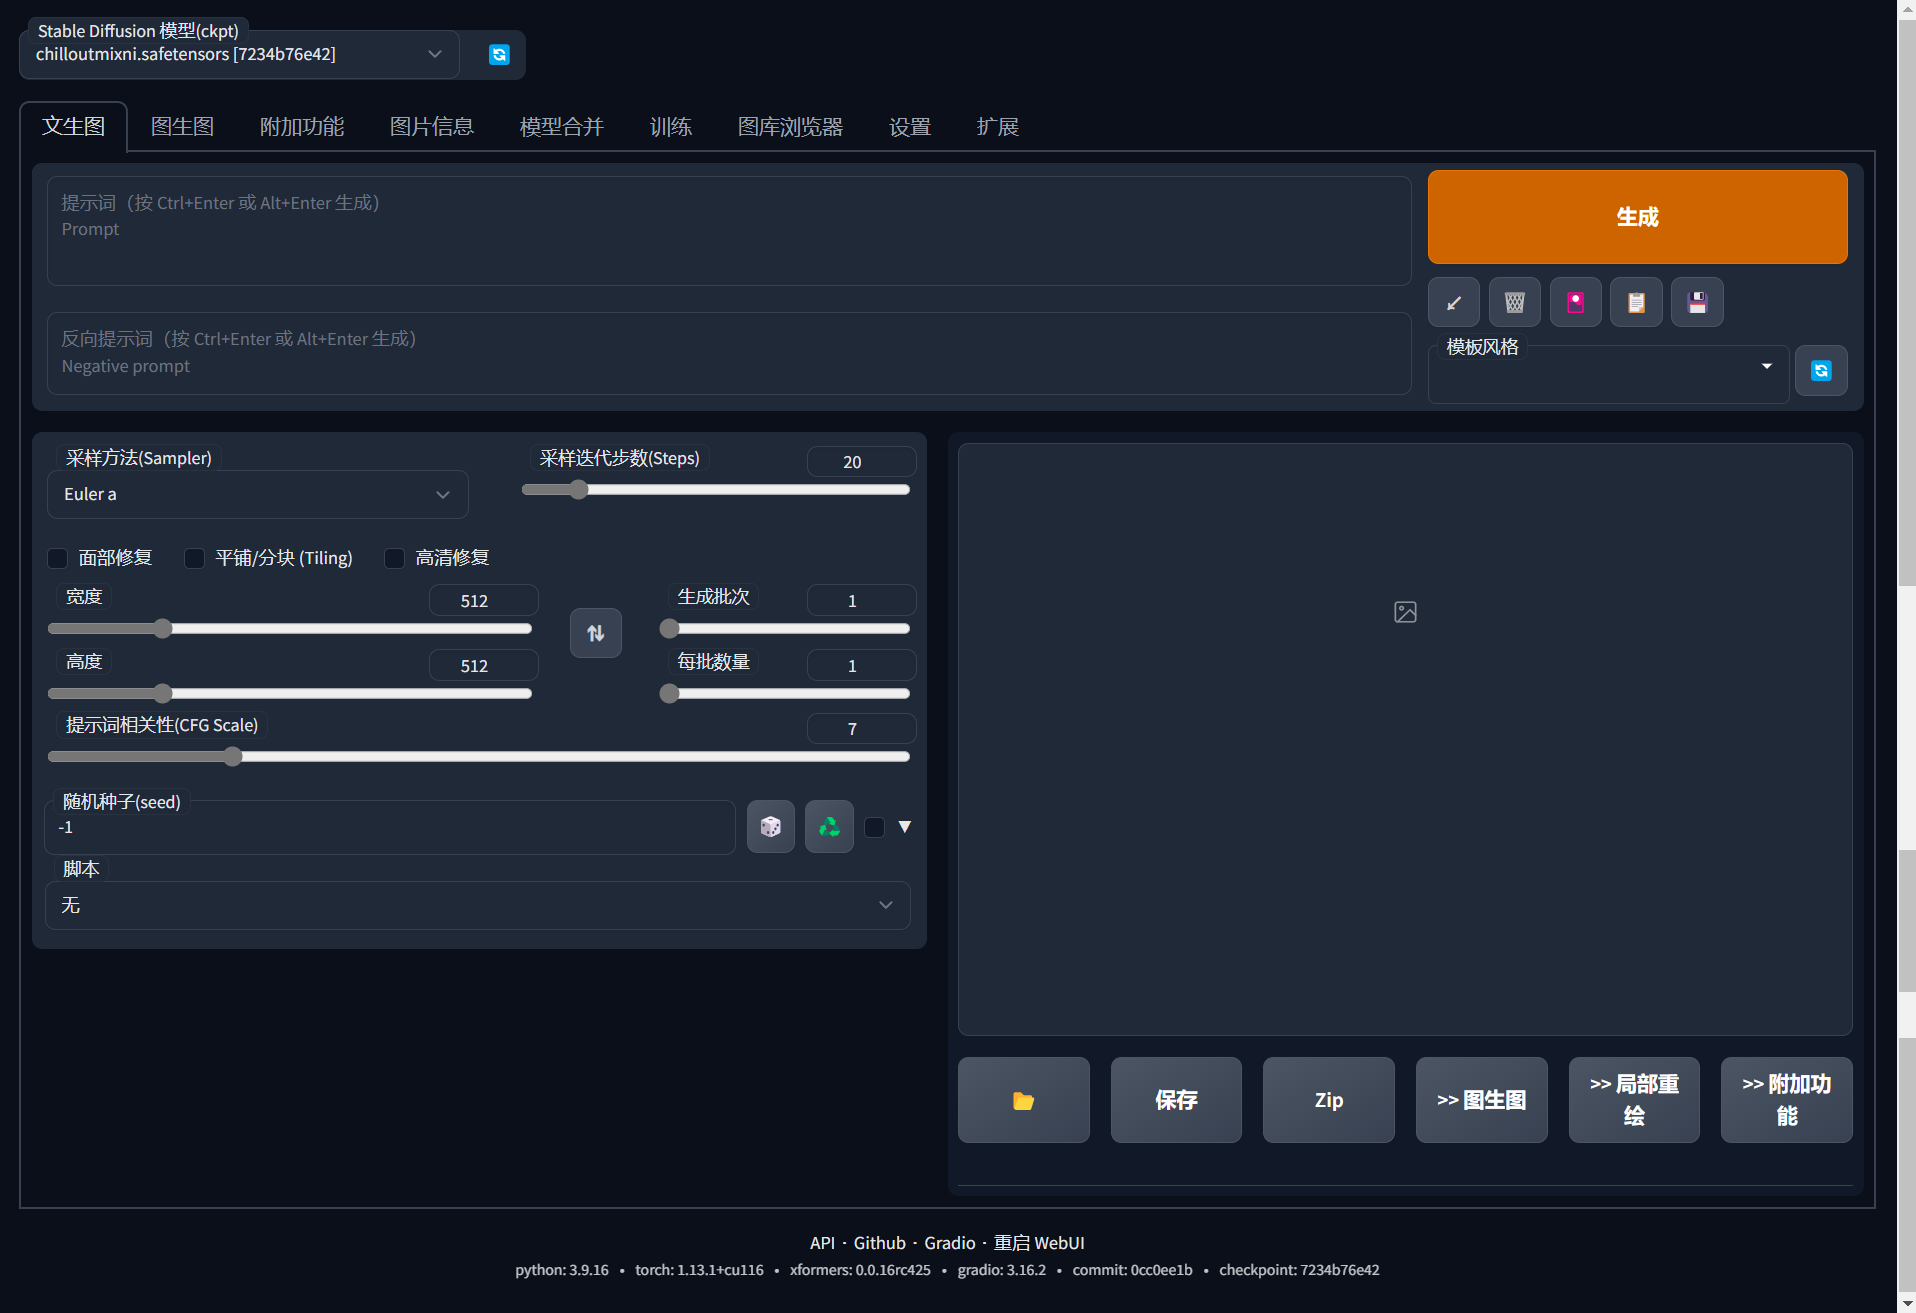 Stable Diffusion 模型(ckpt)
chilloutmixni.safetensors [7234b76e42]
文生图 图生图 附加功能 图片信息 模型合并 训练 图库浏览器 设置 扩展
提示词（按 Ctrl+Enter 或 Alt+Enter 生成）
Prompt
生成
反向提示词（按 Ctrl+Enter 或 Alt+Enter 生成）
Negative prompt
模板风格
采样方法(Sampler)
Euler a
采样迭代步数(Steps)
20
面部修复 平铺/分块 (Tiling) 高清修复
宽度
512
生成批次
1
高度
512
每批数量
1
提示词相关性(CFG Scale)
7
随机种子(seed)
-1
▼
脚本
无
保存
Zip
>> 图生图
>> 局部重
绘
>> 附加功
能
API · Github · Gradio · 重启 WebUI
python: 3.9.16 • torch: 1.13.1+cu116 • xformers: 0.0.16rc425 • gradio: 3.16.2 • commit: 0cc0ee1b • checkpoint: 7234b76e42